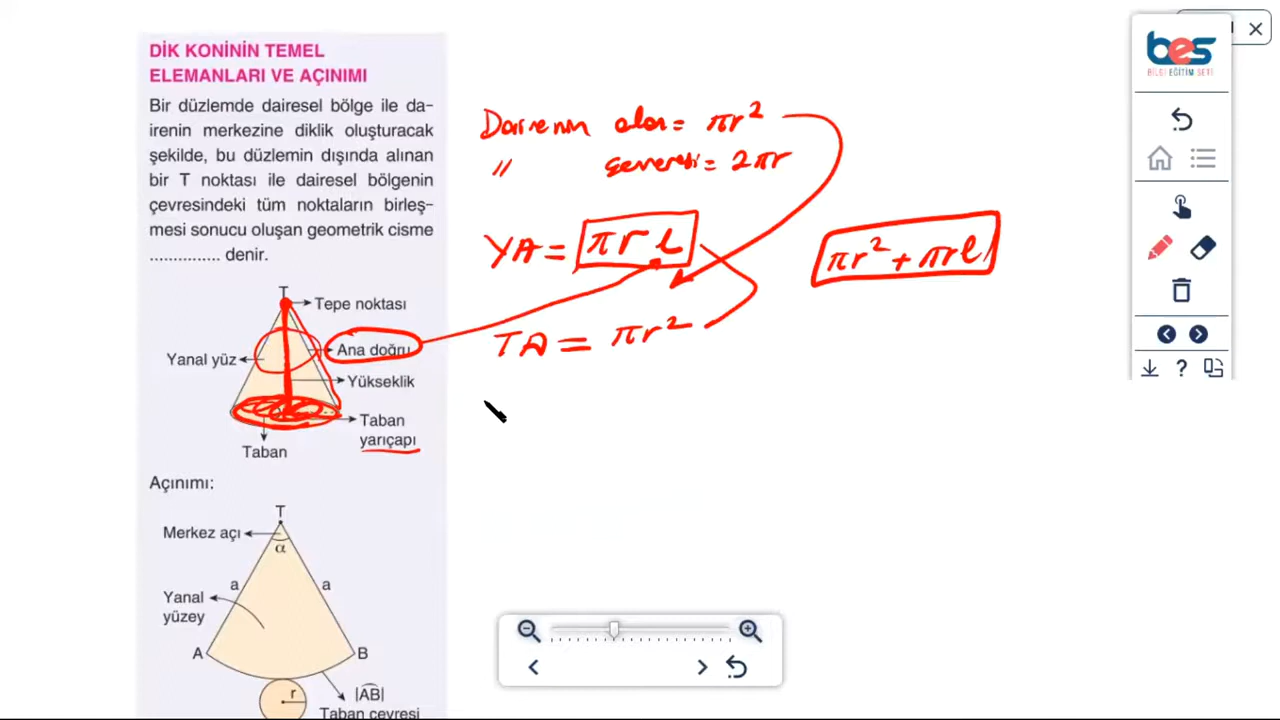 DİK KONİNİN TEMEL
ELEMANLARI VE AÇINIMI
Bir düzlemde dairesel bölge ile da-
irenin merkezine diklik oluşturacak
şekilde, bu düzlemin dışında alınan
bir T noktası ile dairesel bölgenin
çevresindeki tüm noktaların birleş-
mesi sonucu oluşan geometrik cisme
............... denir.
T
Tepe noktası
Ana doğru
Yanal yüz
Yükseklik
Taban
yarıçapı
Taban
Açınımı:
T
Merkez açı
α
a
a
Yanal
yüzey
A
B
r
|AB|
Taban çevresi
Dairenin alan = πr²
" çevresi = 2πr
YA = πrl
TA = πr²
πr² + πrl
bes
BİLGİ EĞİTİM SETİ
?